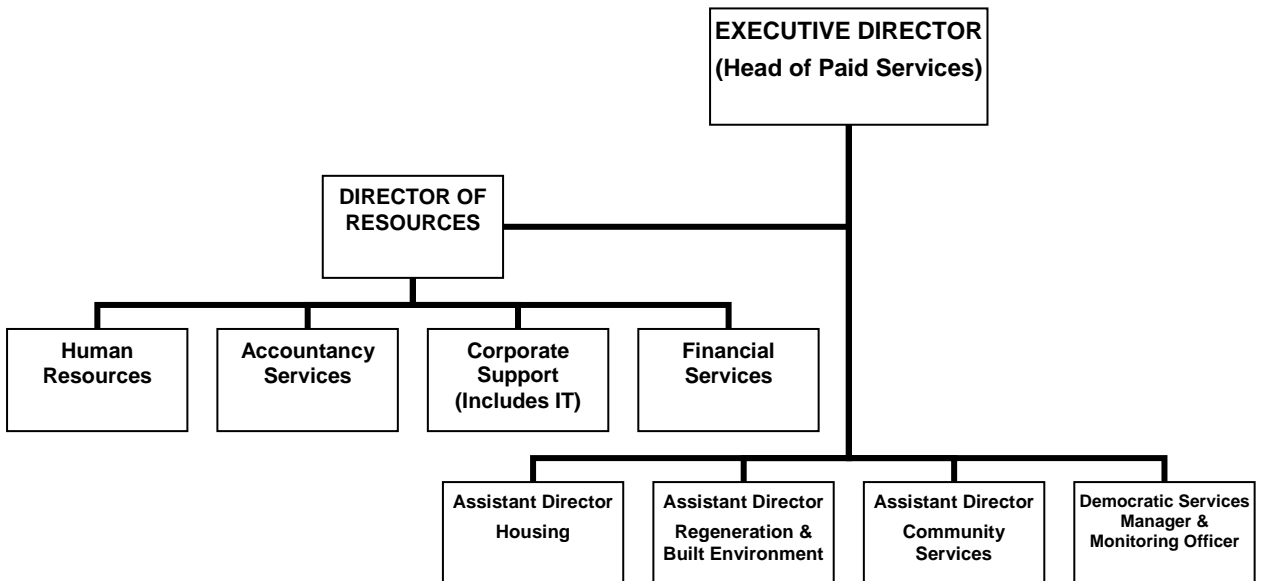 EXECUTIVE DIRECTOR
(Head of Paid Services)
DIRECTOR OF
RESOURCES
Human
Resources
Accountancy
Services
Corporate
Support
(Includes IT)
Financial
Services
Assistant Director
Housing
Assistant Director
Regeneration &
Built Environment
Assistant Director
Community
Services
Democratic Services
Manager &
Monitoring Officer